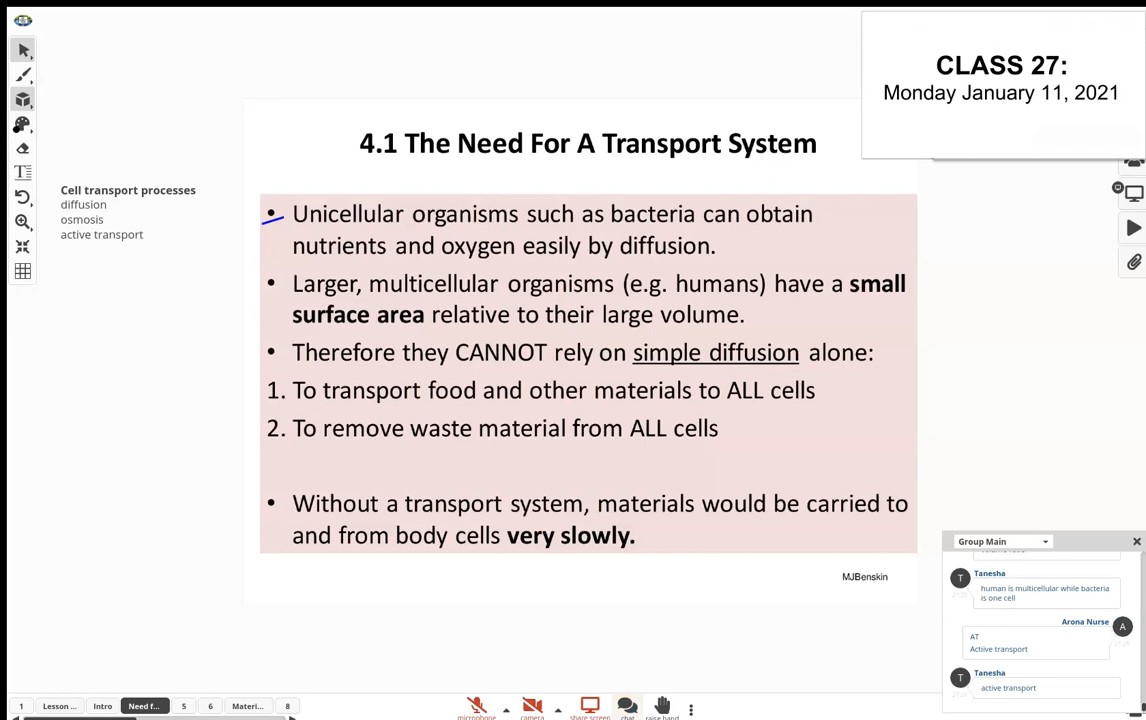 CLASS 27:
Monday January 11, 2021
4.1 The Need For A Transport System
Cell transport processes
diffusion
osmosis
active transport
• Unicellular organisms such as bacteria can obtain
nutrients and oxygen easily by diffusion.
• Larger, multicellular organisms (e.g. humans) have a small
surface area relative to their large volume.
• Therefore they CANNOT rely on simple diffusion alone:
1. To transport food and other materials to ALL cells
2. To remove waste material from ALL cells
• Without a transport system, materials would be carried to
and from body cells very slowly.
MJBenskin
Group Main
Tanesha
T
human is multicellular while bacteria
is one cell
Arona Nurse
A
AT
Actiive transport
Tanesha
T
active transport
1 Lesson ... Intro Need f... 5 6 Materi... 8
microphone camera share screen chat raise hand